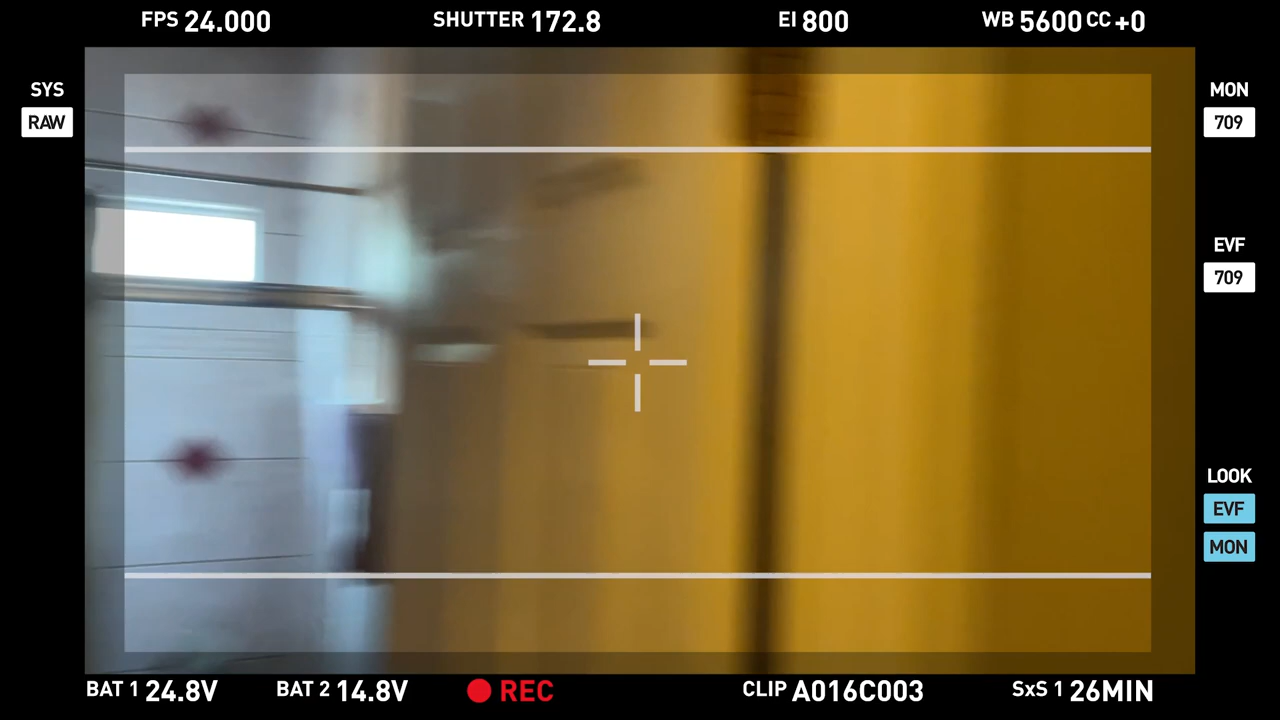 FPS 24.000 SHUTTER 172.8 EI 800 WB 5600 CC +0
SYS
RAW
MON
709
EVF
709
LOOK
EVF
MON
BAT 1 24.8V BAT 2 14.8V REC CLIP A016C003 SxS 1 26MIN